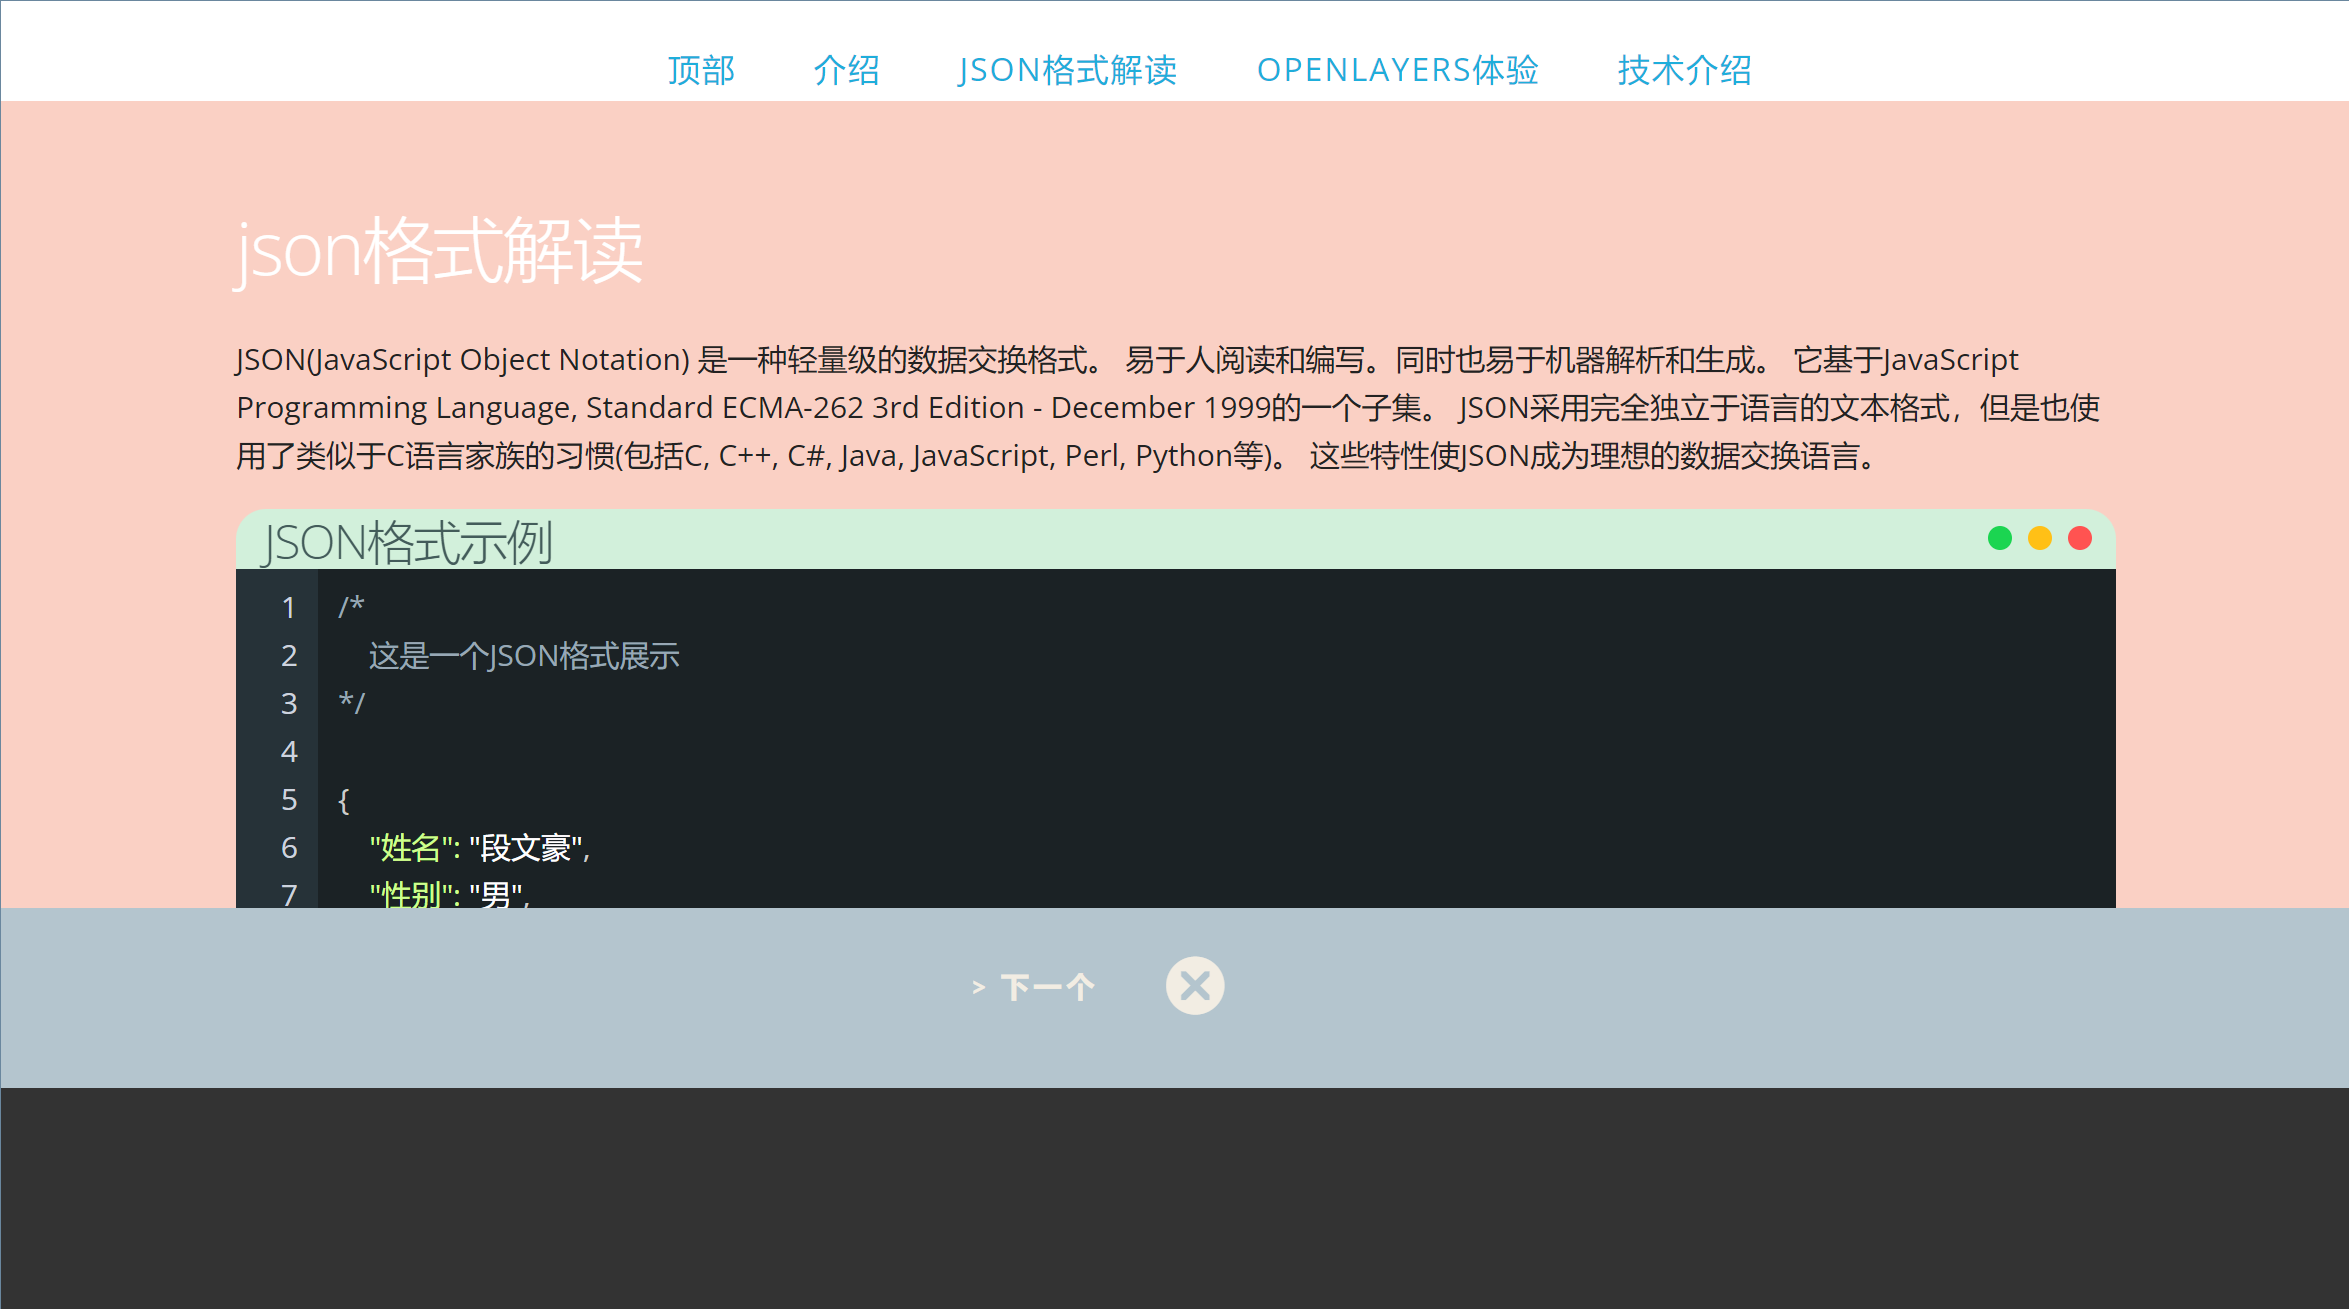 顶部 介绍 JSON格式解读 OPENLAYERS体验 技术介绍
json格式解读
JSON(JavaScript Object Notation) 是一种轻量级的数据交换格式。 易于人阅读和编写。同时也易于机器解析和生成。 它基于JavaScript
Programming Language, Standard ECMA-262 3rd Edition - December 1999的一个子集。 JSON采用完全独立于语言的文本格式，但是也使
用了类似于C语言家族的习惯(包括C, C++, C#, Java, JavaScript, Perl, Python等)。 这些特性使JSON成为理想的数据交换语言。
JSON格式示例
1 /*
2 这是一个JSON格式展示
3 */
4
5 {
6 "姓名": "段文豪",
7 "性别": "男",
> 下一个